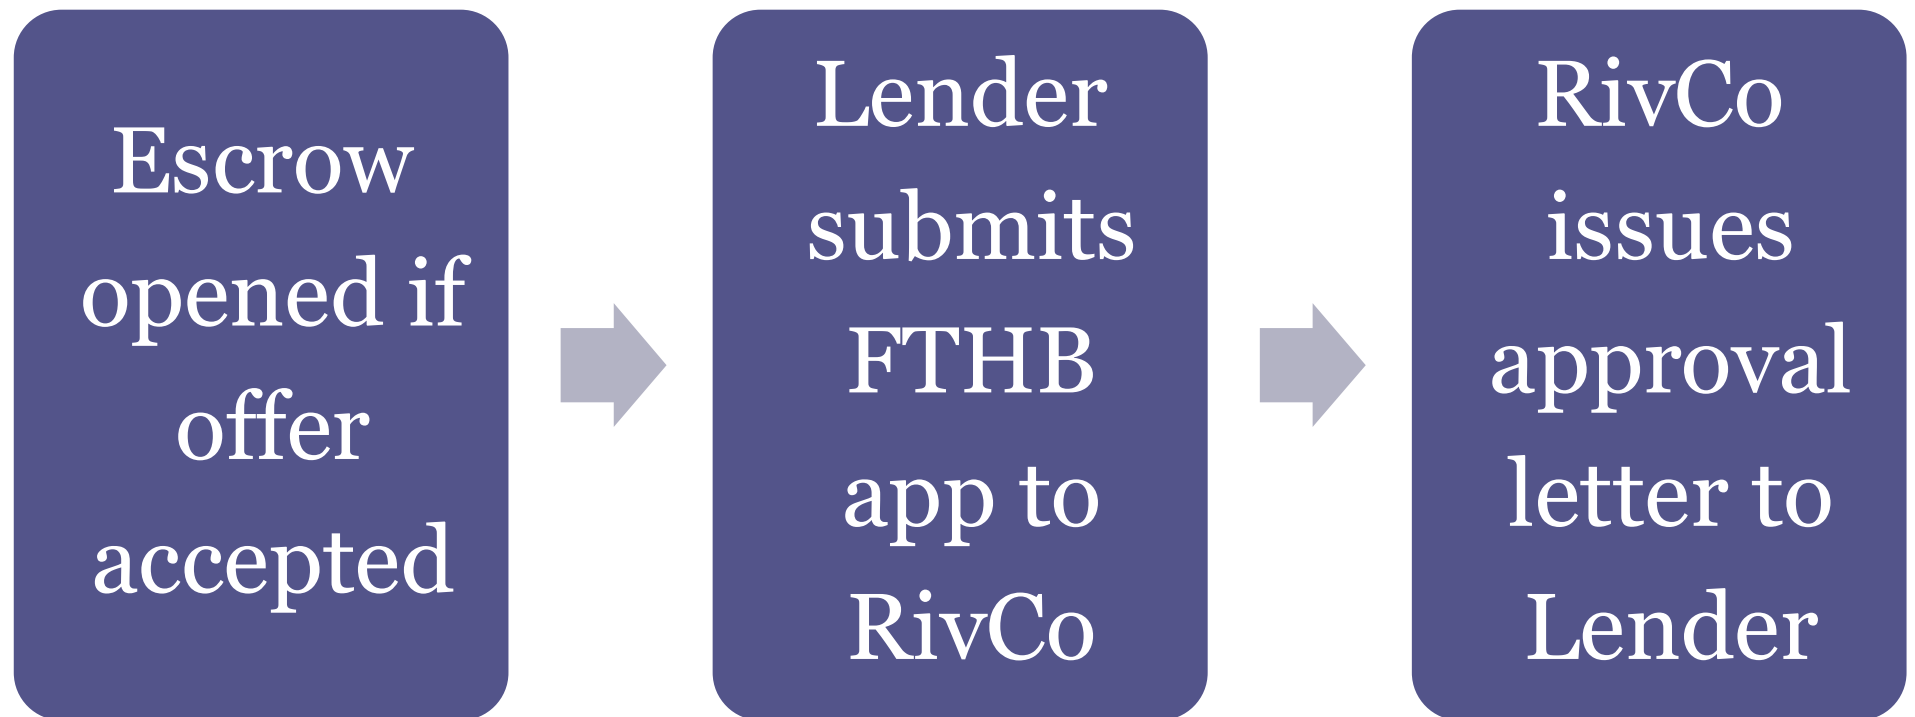 Escrow
opened if
offer
accepted
Lender
submits
FTHB
app to
RivCo
RivCo
issues
approval
letter to
Lender